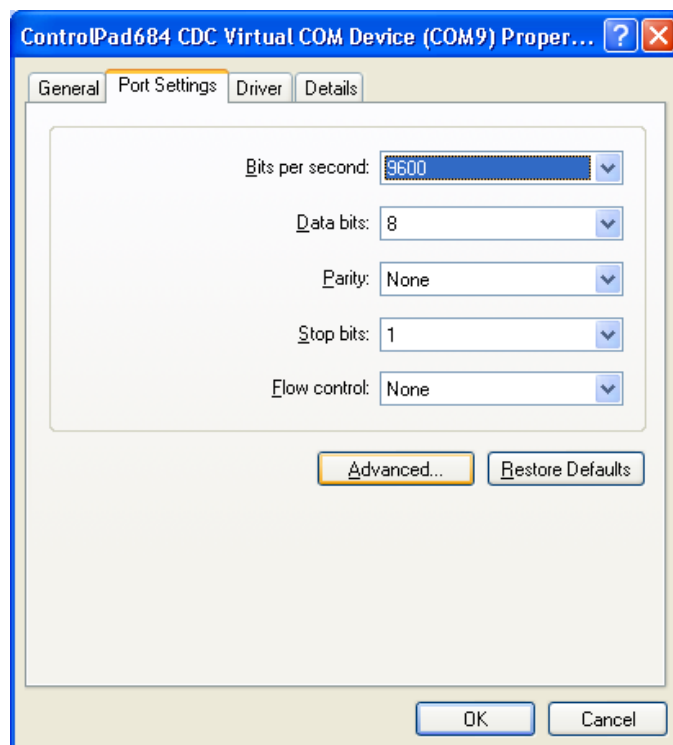 ControlPad684 CDC Virtual COM Device (COM9) Proper... ?
General Port Settings Driver Details
Bits per second: 9600
Data bits: 8
Parity: None
Stop bits: 1
Flow control: None
Advanced... Restore Defaults
OK Cancel